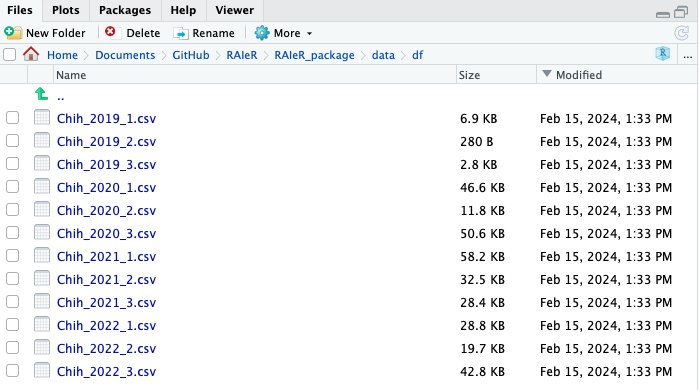 Files Plots Packages Help Viewer
New Folder Delete Rename More
Home Documents GitHub RAIeR RAIeR_package data df R ...
Name Size Modified
..
Chih_2019_1.csv 6.9 KB Feb 15, 2024, 1:33 PM
Chih_2019_2.csv 280 B Feb 15, 2024, 1:33 PM
Chih_2019_3.csv 2.8 KB Feb 15, 2024, 1:33 PM
Chih_2020_1.csv 46.6 KB Feb 15, 2024, 1:33 PM
Chih_2020_2.csv 11.8 KB Feb 15, 2024, 1:33 PM
Chih_2020_3.csv 50.6 KB Feb 15, 2024, 1:33 PM
Chih_2021_1.csv 58.2 KB Feb 15, 2024, 1:33 PM
Chih_2021_2.csv 32.5 KB Feb 15, 2024, 1:33 PM
Chih_2021_3.csv 28.4 KB Feb 15, 2024, 1:33 PM
Chih_2022_1.csv 28.8 KB Feb 15, 2024, 1:33 PM
Chih_2022_2.csv 19.7 KB Feb 15, 2024, 1:33 PM
Chih_2022_3.csv 42.8 KB Feb 15, 2024, 1:33 PM